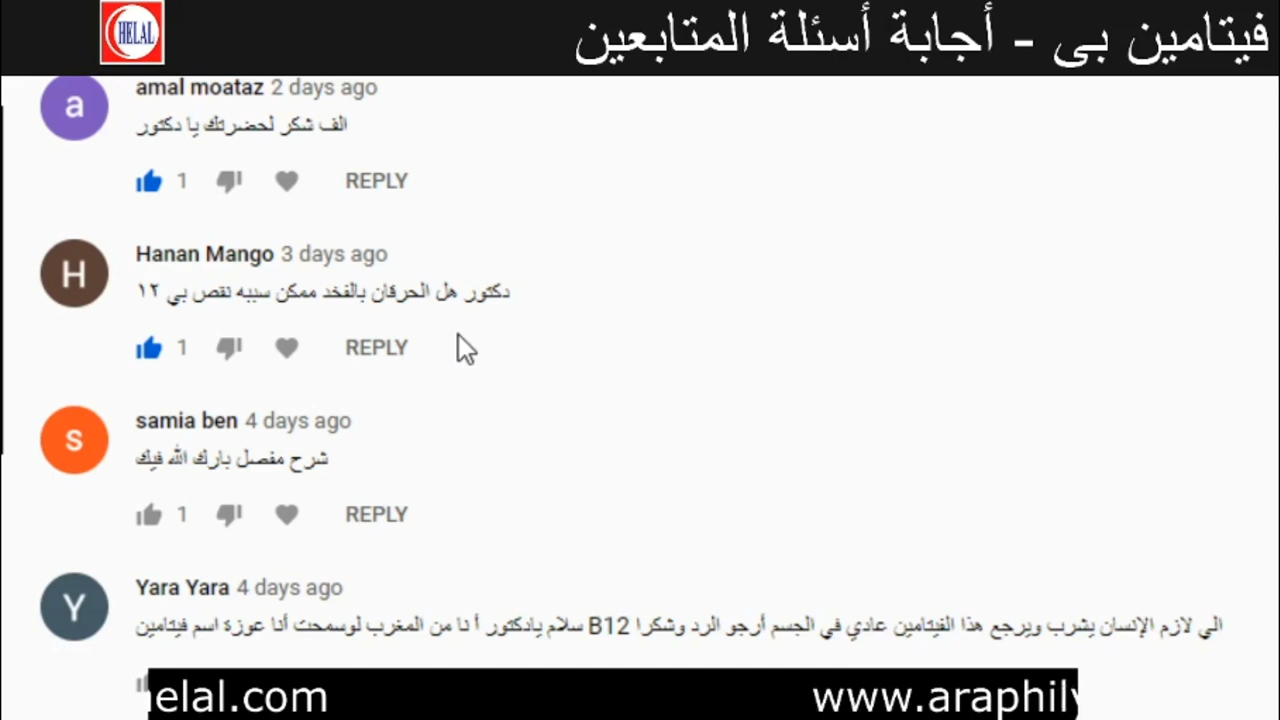 HELAL
فيتامين بى - أجابة أسئلة المتابعين
a
amal moataz 2 days ago
الف شكر لحضرتك يا دكتور
1 REPLY
H
Hanan Mango 3 days ago
دكتور هل الحرقان بالفخد ممكن سببه نقص بي ١٢
1 REPLY
s
samia ben 4 days ago
شرح مفصل بارك الله فيك
1 REPLY
Y
Yara Yara 4 days ago
الي لازم الإنسان يشرب ويرجع هذا الفيتامين عادي في الجسم أرجو الرد وشكرا B12 سلام يادكتور أ نا من المغرب لوسمحت أنا عوزة اسم فيتامين
elal.com www.araphil